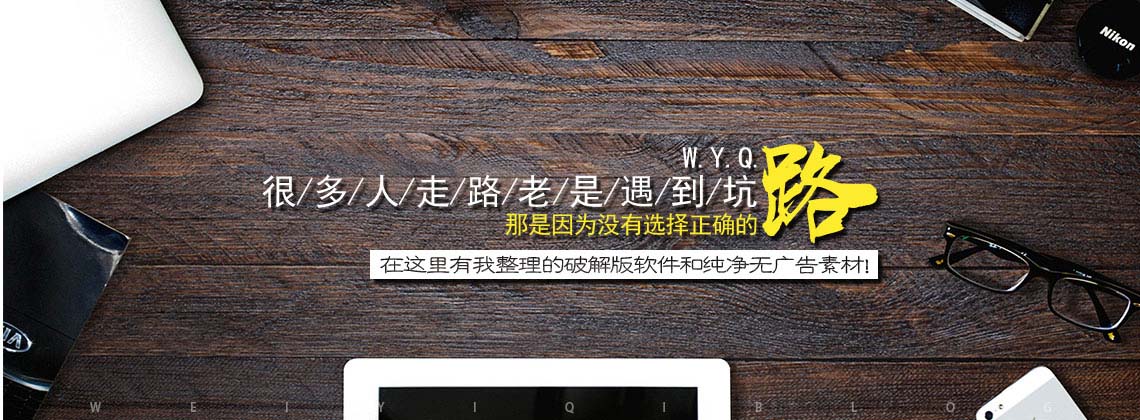 Nikon
W.Y.Q.
很/多/人/走/路/老/是/遇/到/坑
那是因为没有选择正确的
路
在这里有我整理的破解版软件和纯净无广告素材!
W E I Y I Q I B L O G